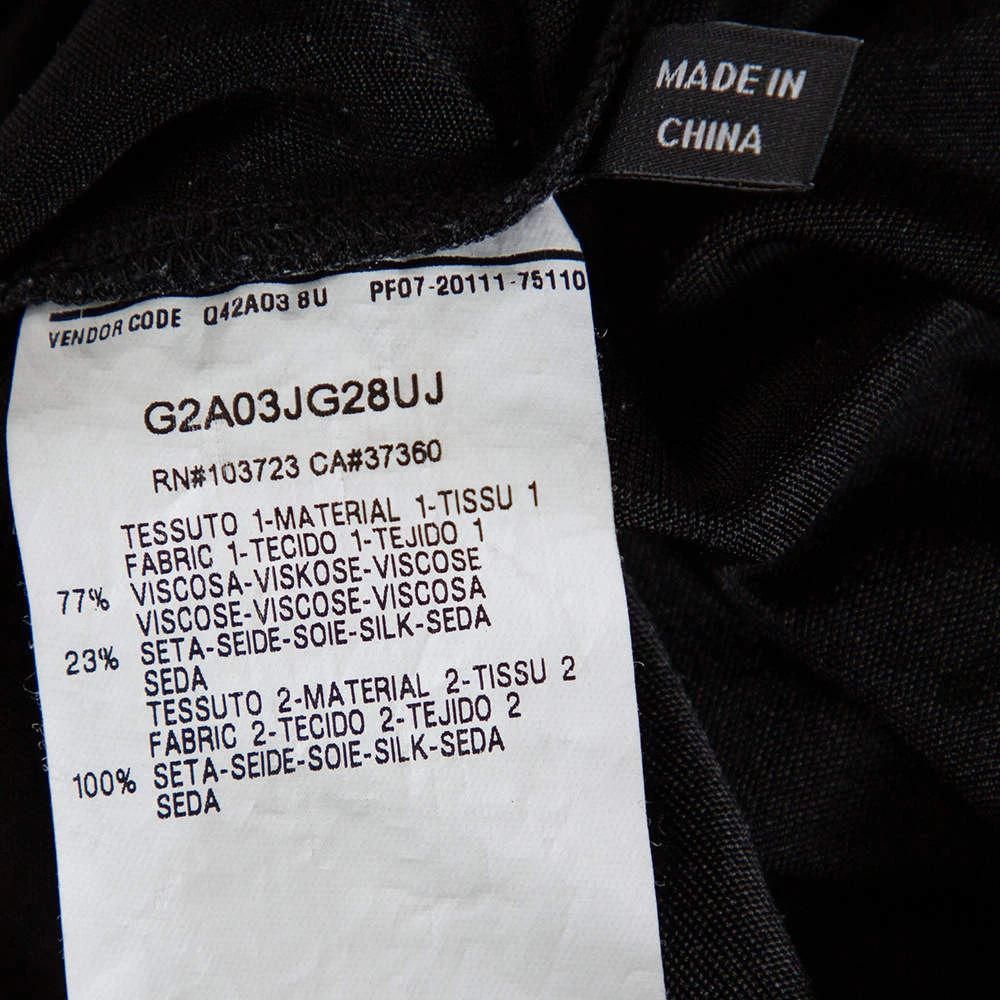 MADE IN
CHINA
VENDOR CODE Q42A03 8U PF07-20111-75110
G2A03JG28UJ
RN#103723 CA#37360
TESSUTO 1-MATERIAL 1-TISSU 1
FABRIC 1-TECIDO 1-TEJIDO 1
77% VISCOSA-VISKOSE-VISCOSE
VISCOSE-VISCOSE-VISCOSA
23% SETA-SEIDE-SOIE-SILK-SEDA
SEDA
TESSUTO 2-MATERIAL 2-TISSU 2
FABRIC 2-TECIDO 2-TEJIDO 2
100% SETA-SEIDE-SOIE-SILK-SEDA
SEDA